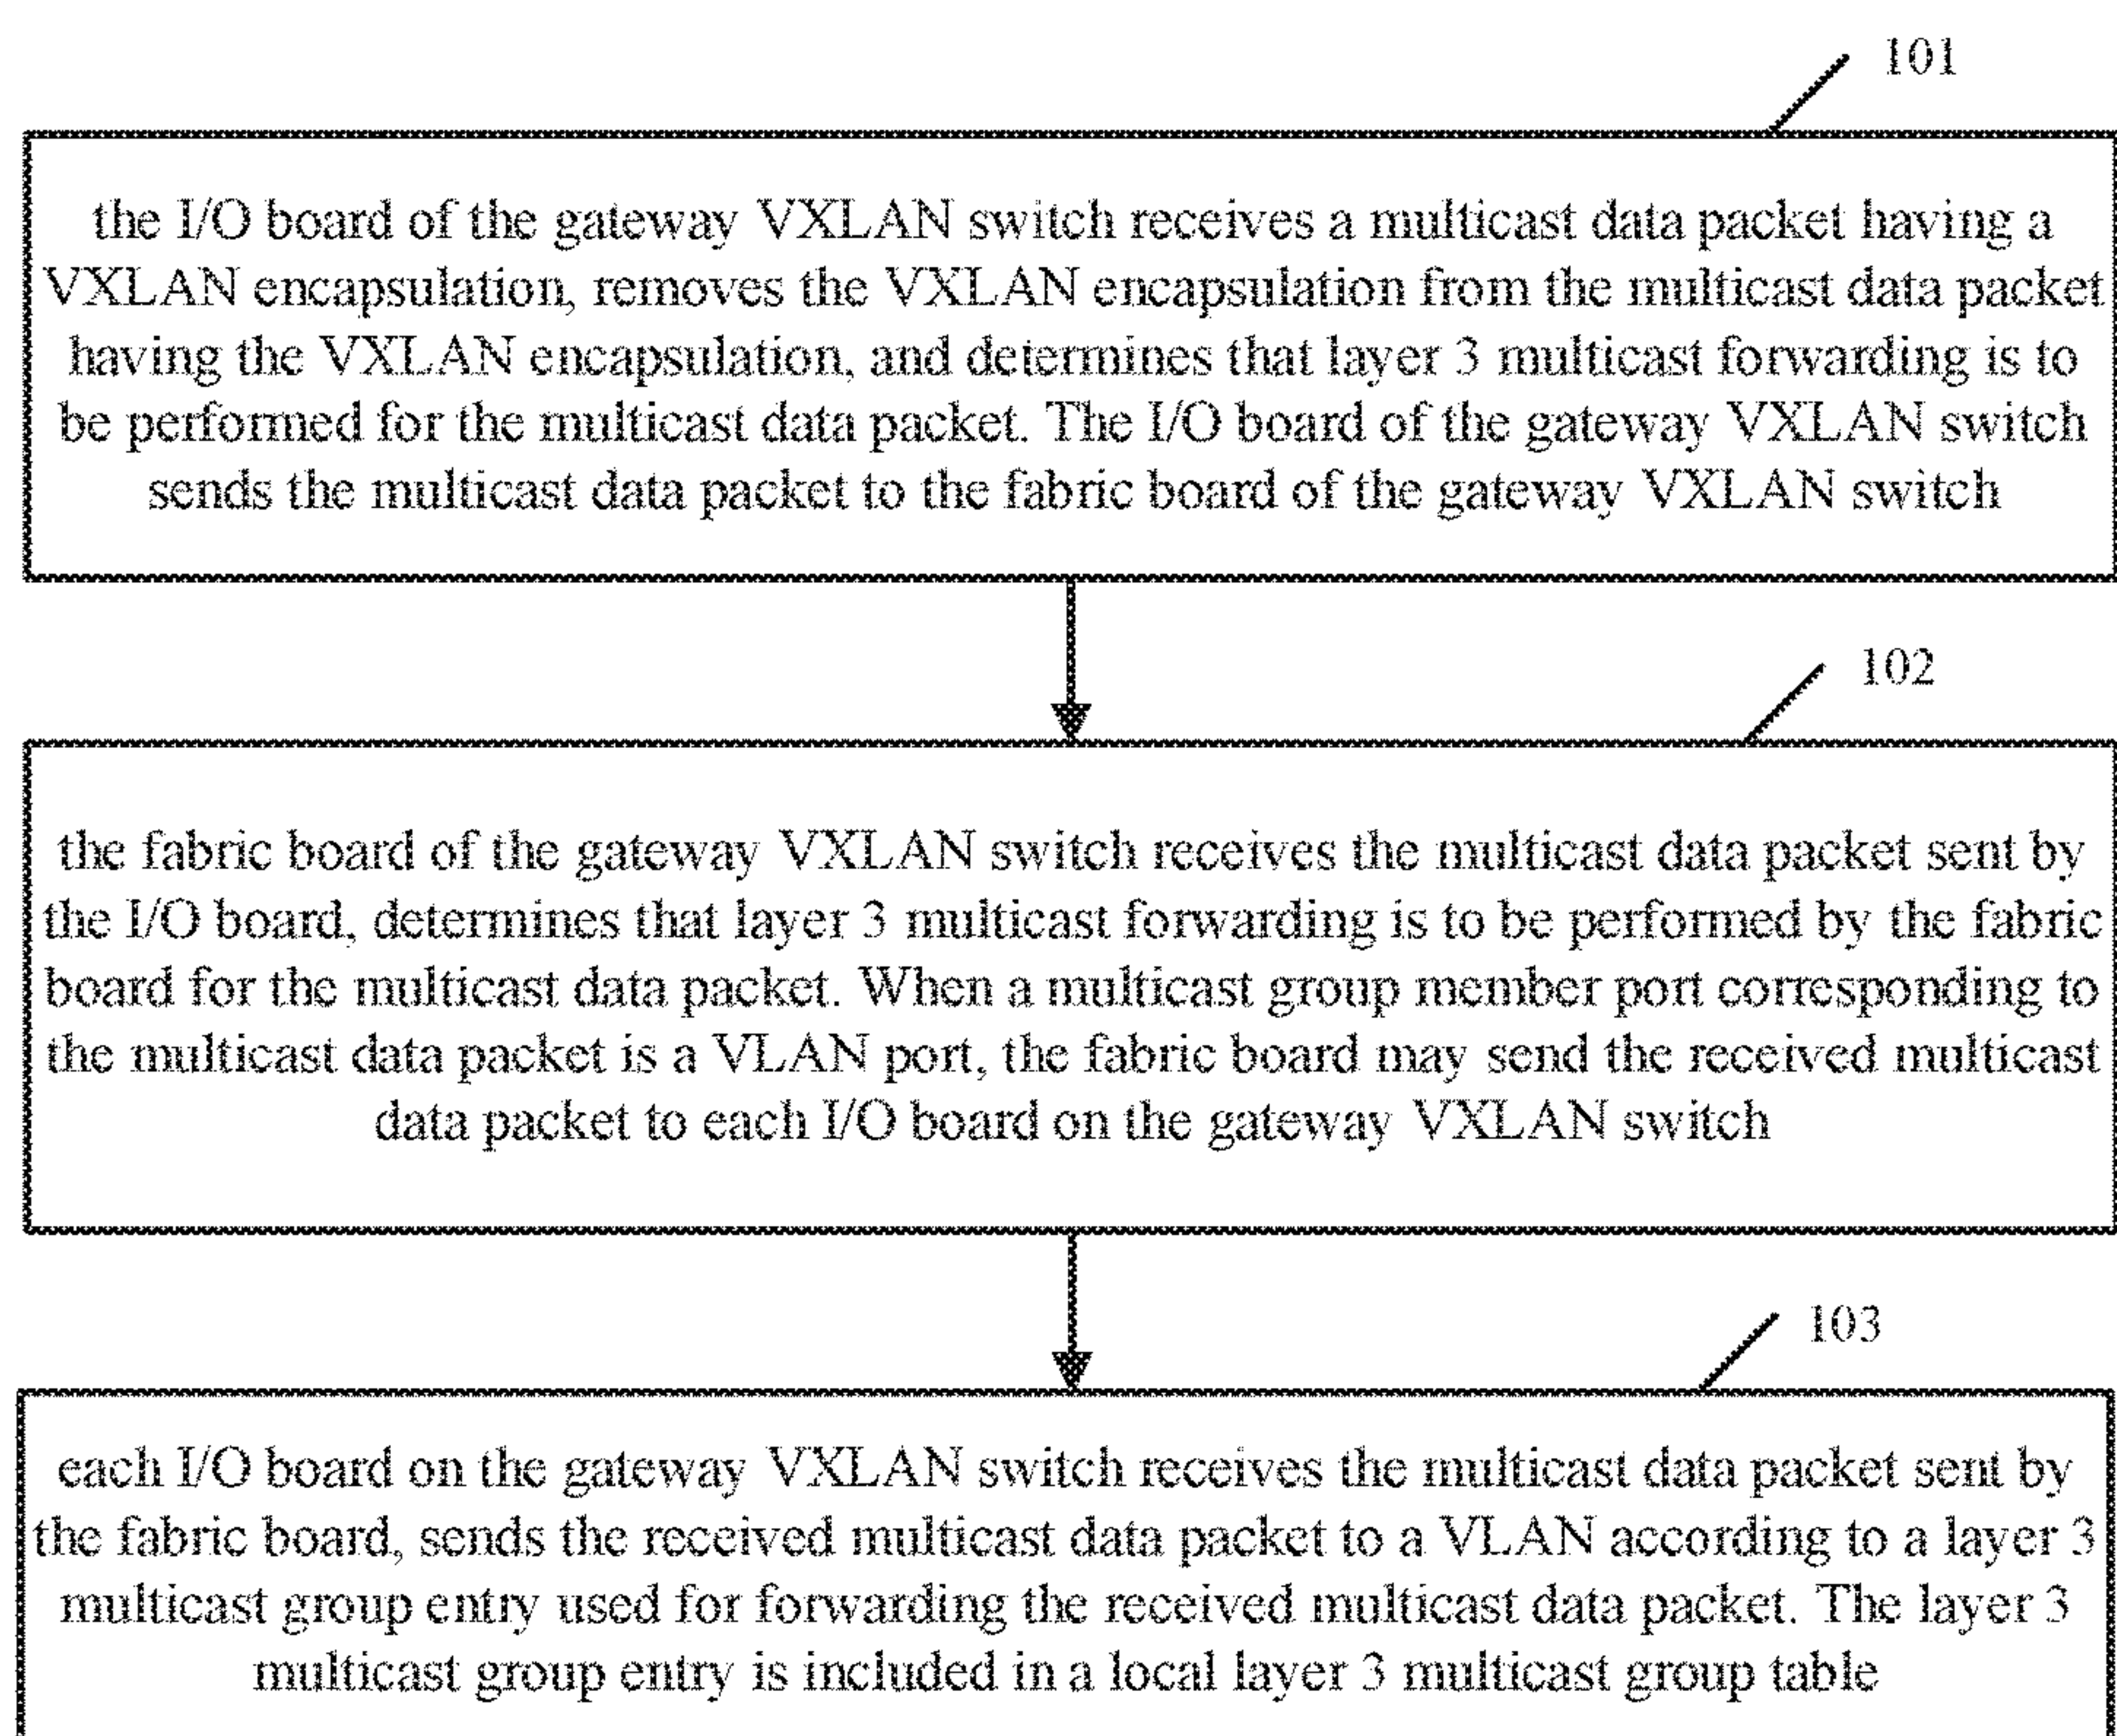 101
the I/O board of the gateway VXLAN switch receives a multicast data packet having a
VXLAN encapsulation, removes the VXLAN encapsulation from the multicast data packet
having the VXLAN encapsulation, and determines that layer 3 multicast forwarding is to
be performed for the multicast data packet. The I/O board of the gateway VXLAN switch
sends the multicast data packet to the fabric board of the gateway VXLAN switch
102
the fabric board of the gateway VXLAN switch receives the multicast data packet sent by
the I/O board, determines that layer 3 multicast forwarding is to be performed by the fabric
board for the multicast data packet. When a multicast group member port corresponding to
the multicast data packet is a VLAN port, the fabric board may send the received multicast
data packet to each I/O board on the gateway VXLAN switch
103
each I/O board on the gateway VXLAN switch receives the multicast data packet sent by
the fabric board, sends the received multicast data packet to a VLAN according to a layer 3
multicast group entry used for forwarding the received multicast data packet. The layer 3
multicast group entry is included in a local layer 3 multicast group table